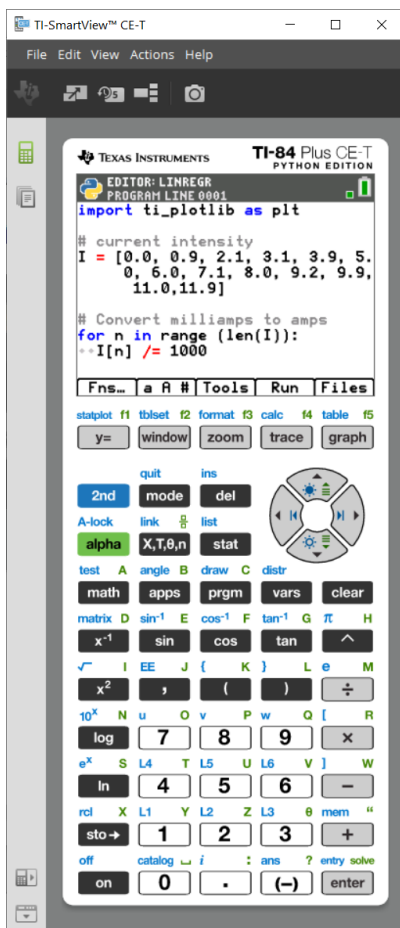 TI-SmartView™ CE-T
File Edit View Actions Help
TEXAS INSTRUMENTS TI-84 Plus CE-T
PYTHON EDITION
EDITOR: LINREGR
PROGRAM LINE 0001
import ti_plotlib as plt
# current intensity
I = [0.0, 0.9, 2.1, 3.1, 3.9, 5.
0, 6.0, 7.1, 8.0, 9.2, 9.9,
11.0,11.9]
# Convert milliamps to amps
for n in range (len(I)):
··I[n] /= 1000
Fns… a A # Tools Run Files
statplot f1 tblset f2 format f3 calc f4 table f5
y= window zoom trace graph
quit ins
2nd mode del
A-lock link list
alpha X,T,θ,n stat
test A angle B draw C distr
math apps prgm vars clear
matrix D sin-1 E cos-1 F tan-1 G π H
x-1 sin cos tan ^
√ I EE J { K } L e M
x2 , ( ) ÷
10x N u O v P w Q [ R
log 7 8 9 ×
ex S L4 T L5 U L6 V ] W
ln 4 5 6 −
rcl X L1 Y L2 Z L3 θ mem “
sto→ 1 2 3 +
off catalog ⎵ i : ans ? entry solve
on 0 . (–) enter